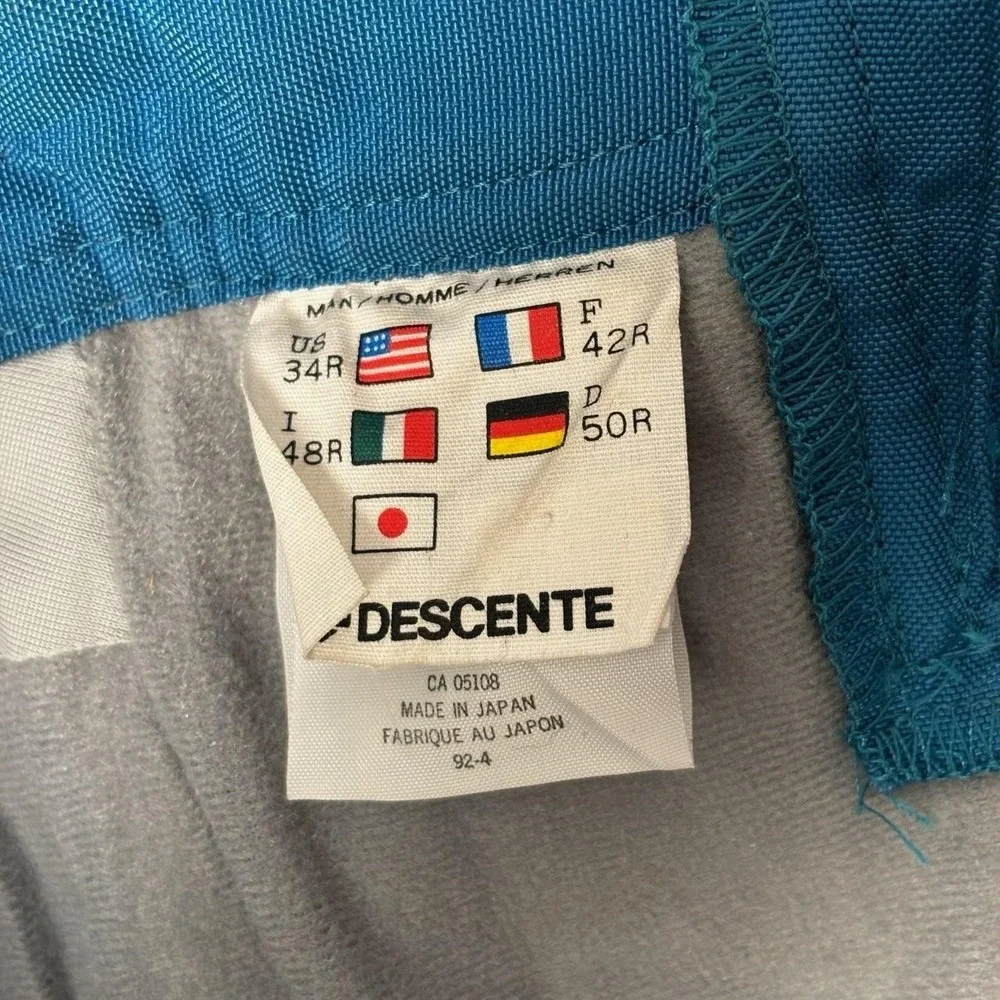 MAN/HOMME/HERREN
US F
34R 42R
I D
48R 50R
DESCENTE
CA 05108
MADE IN JAPAN
FABRIQUE AU JAPON
92-4